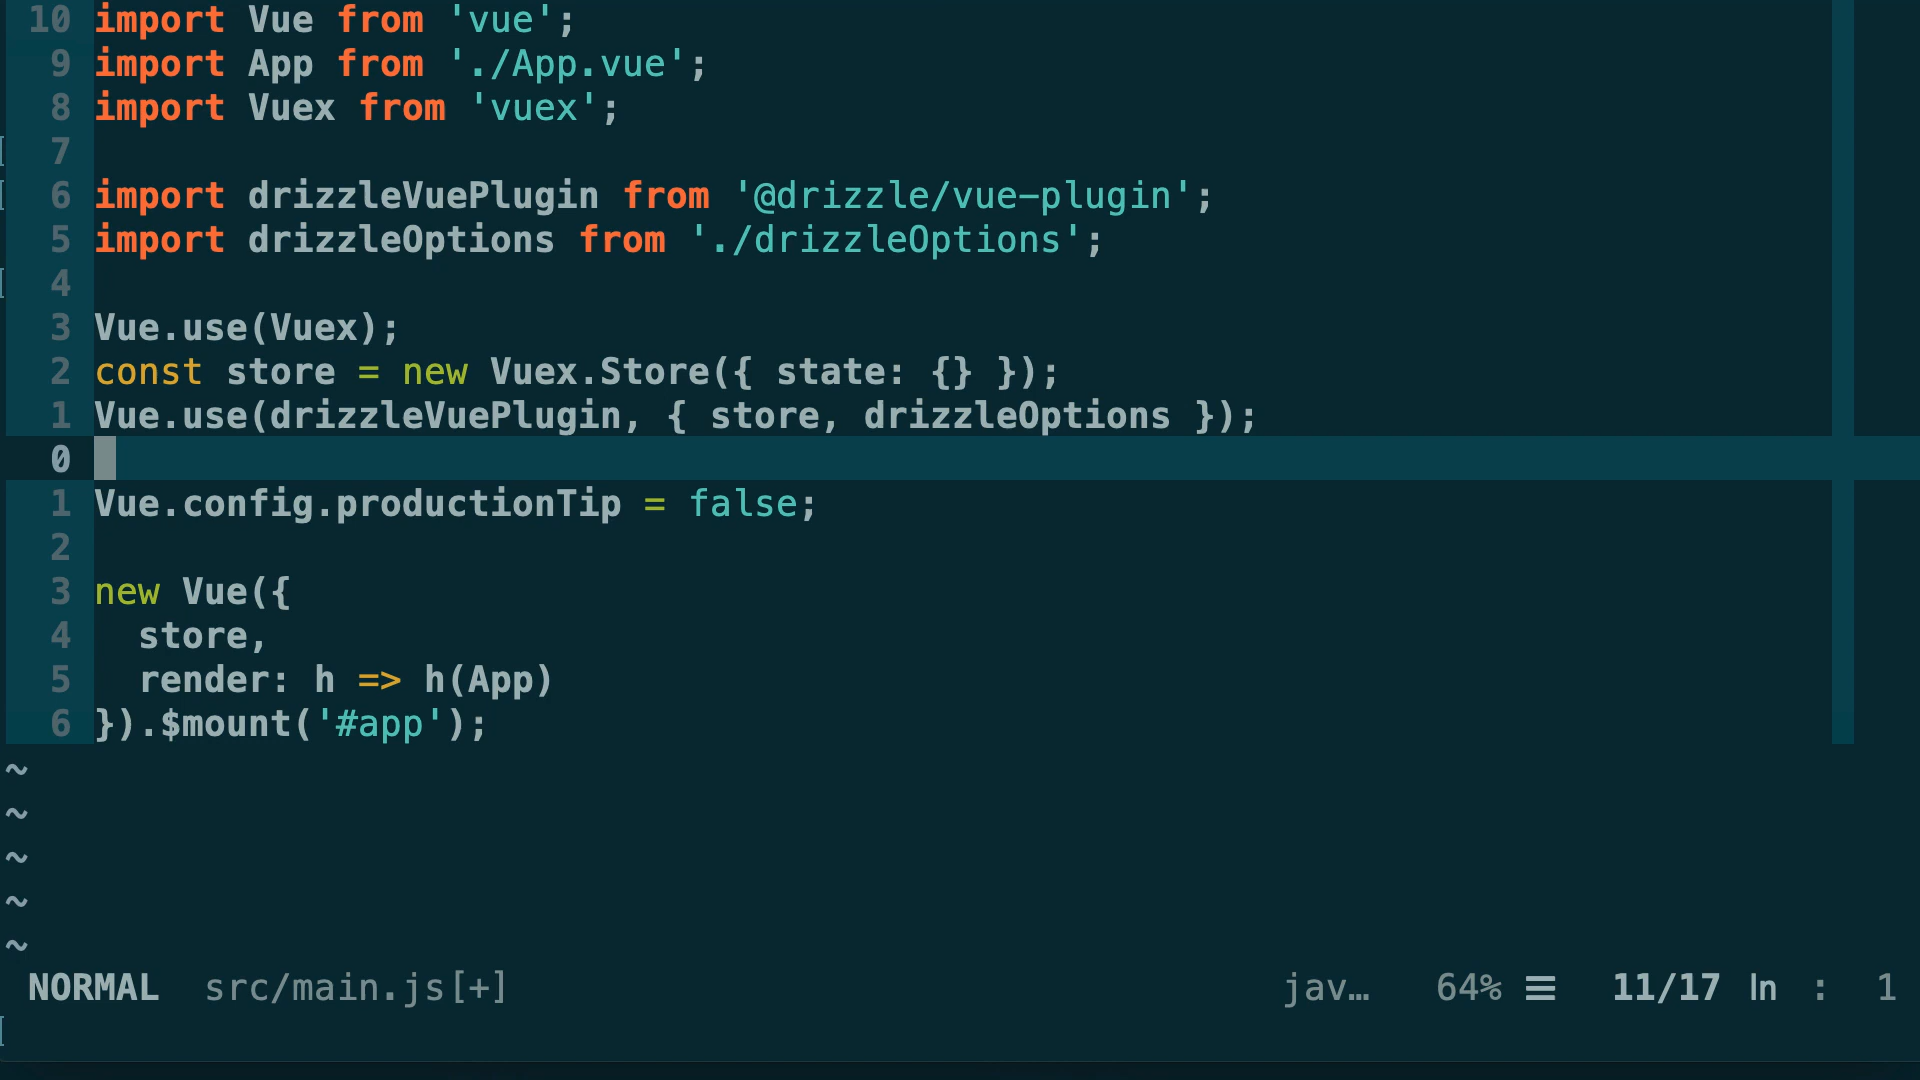 10 import Vue from 'vue';
9 import App from './App.vue';
8 import Vuex from 'vuex';
7
6 import drizzleVuePlugin from '@drizzle/vue-plugin';
5 import drizzleOptions from './drizzleOptions';
4
3 Vue.use(Vuex);
2 const store = new Vuex.Store({ state: {} });
1 Vue.use(drizzleVuePlugin, { store, drizzleOptions });
0
1 Vue.config.productionTip = false;
2
3 new Vue({
4   store,
5   render: h => h(App)
6 }).$mount('#app');
~
~
~
~
~
NORMAL src/main.js[+] jav… 64% ☰ 11/17 ln : 1